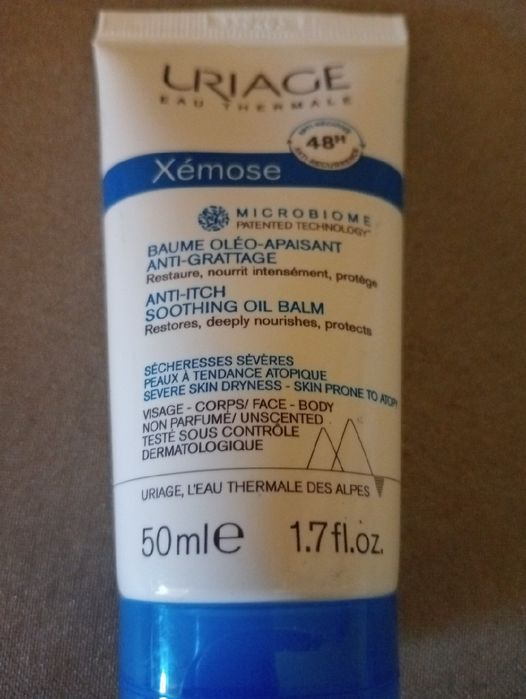 URIAGE
EAU THERMALE
48H
Xémose
MICROBIOME
PATENTED TECHNOLOGY
BAUME OLÉO-APAISANT
ANTI-GRATTAGE
Restaure, nourrit intensément, protège
ANTI-ITCH
SOOTHING OIL BALM
Restores, deeply nourishes, protects
SÉCHERESSES SÉVÈRES
PEAUX À TENDANCE ATOPIQUE
SEVERE SKIN DRYNESS - SKIN PRONE TO ATOPY
VISAGE - CORPS/ FACE - BODY
NON PARFUMÉ/ UNSCENTED
TESTÉ SOUS CONTRÔLE
DERMATOLOGIQUE
URIAGE, L'EAU THERMALE DES ALPES
50ml℮ 1.7fl.oz.